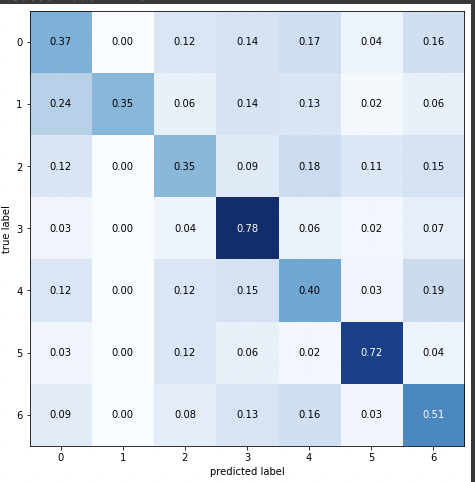 0 0.37 0.00 0.12 0.14 0.17 0.04 0.16
1 0.24 0.35 0.06 0.14 0.13 0.02 0.06
2 0.12 0.00 0.35 0.09 0.18 0.11 0.15
true label
3 0.03 0.00 0.04 0.78 0.06 0.02 0.07
4 0.12 0.00 0.12 0.15 0.40 0.03 0.19
5 0.03 0.00 0.12 0.06 0.02 0.72 0.04
6 0.09 0.00 0.08 0.13 0.16 0.03 0.51
0 1 2 3 4 5 6
predicted label